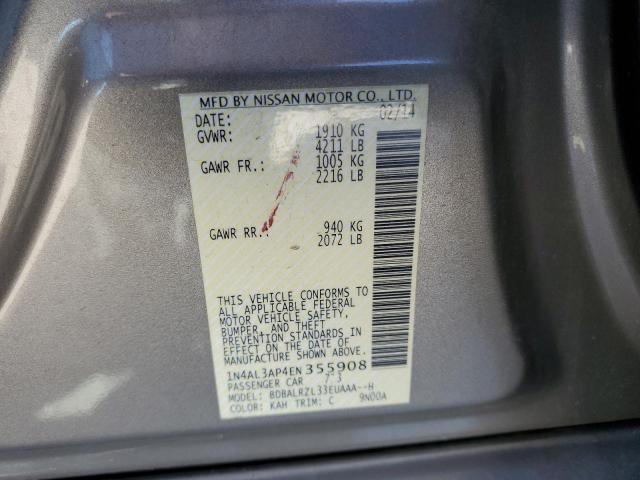 MFD BY NISSAN MOTOR CO., LTD.
DATE: 02/14
GVWR: 1910 KG
4211 LB
GAWR FR.: 1005 KG
2216 LB
GAWR RR.: 940 KG
2072 LB
THIS VEHICLE CONFORMS TO
ALL APPLICABLE FEDERAL
MOTOR VEHICLE SAFETY,
BUMPER, AND THEFT
PREVENTION STANDARDS IN
EFFECT ON THE DATE OF
MANUFACTURE SHOWN ABOVE.
1N4AL3AP4EN355908
PASSENGER CAR 7-3
MODEL: BDBALRZL33EUAAA--H
COLOR: KAH TRIM: C 9N00A